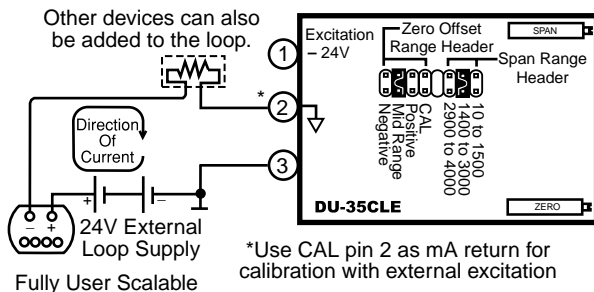 Other devices can also
be added to the loop.
1
Excitation
– 24V
Zero Offset
Range Header
SPAN
Span Range
Header
*
2
Negative
Mid Range
Positive
CAL
2900 to 4000
1400 to 3000
10 to 1500
Direction
Of
Current
3
+
–
– +
24V External
Loop Supply
DU-35CLE
ZERO
*Use CAL pin 2 as mA return for
calibration with external excitation
Fully User Scalable